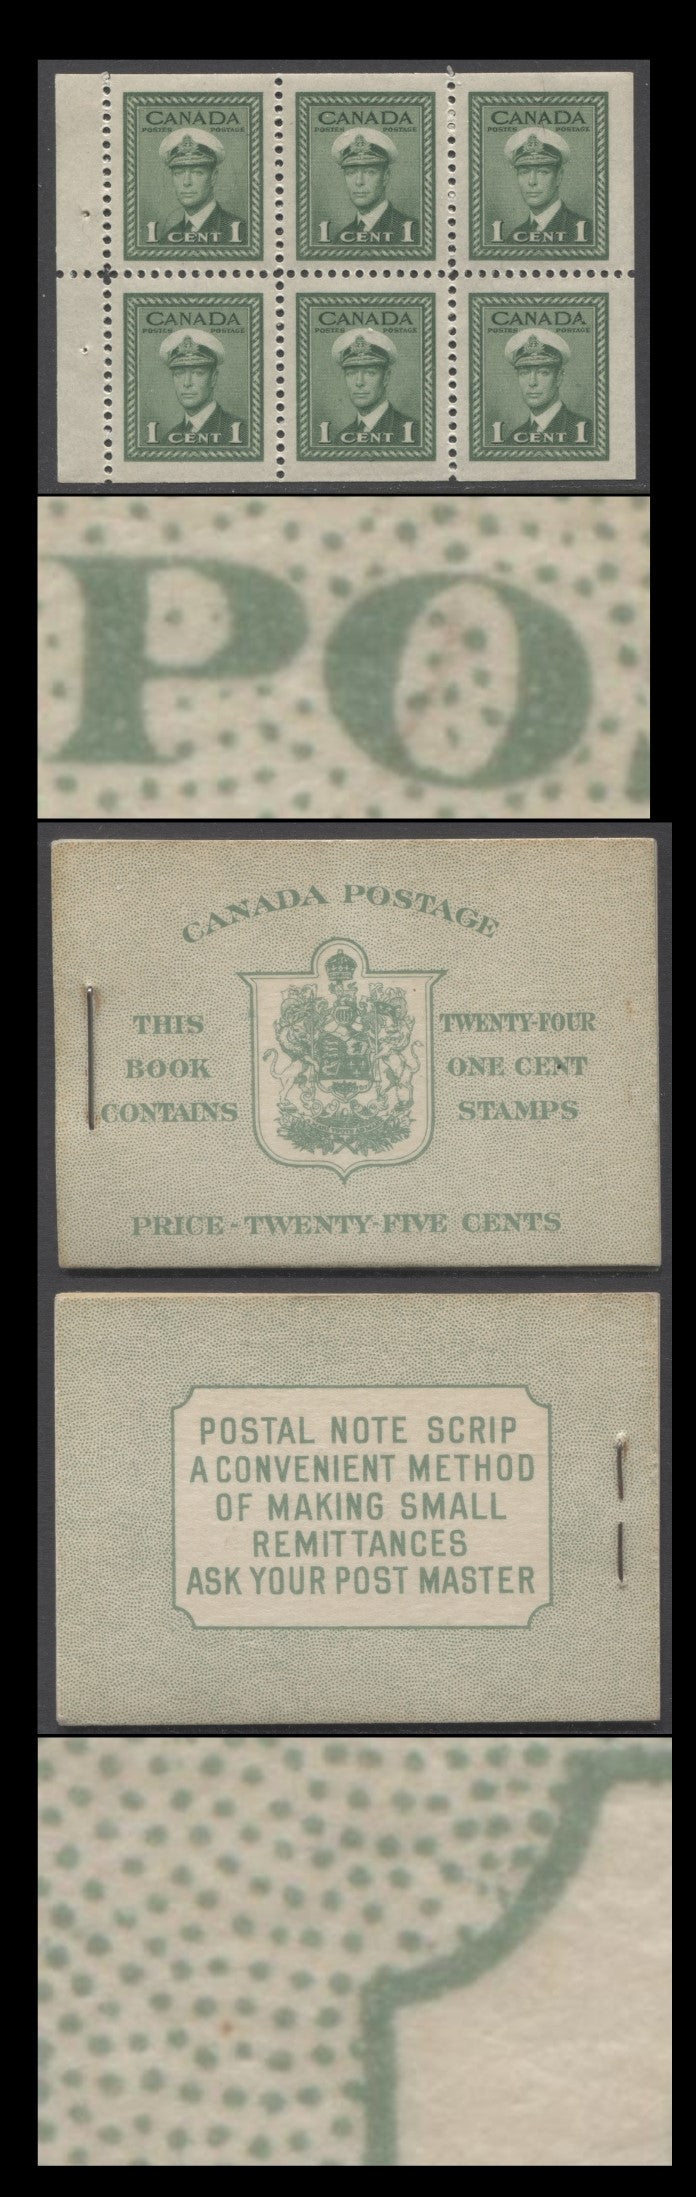 CANADA CANADA CANADA
POSTES POSTAGE POSTES POSTAGE POSTES POSTAGE
1 CENT 1 1 CENT 1 1 CENT 1
CANADA CANADA CANADA
POSTES POSTAGE POSTES POSTAGE POSTES POSTAGE
1 CENT 1 1 CENT 1 1 CENT 1
PO
CANADA POSTAGE
THIS
BOOK
CONTAINS
TWENTY-FOUR
ONE CENT
STAMPS
PRICE-TWENTY-FIVE CENTS
POSTAL NOTE SCRIP
A CONVENIENT METHOD
OF MAKING SMALL
REMITTANCES
ASK YOUR POST MASTER